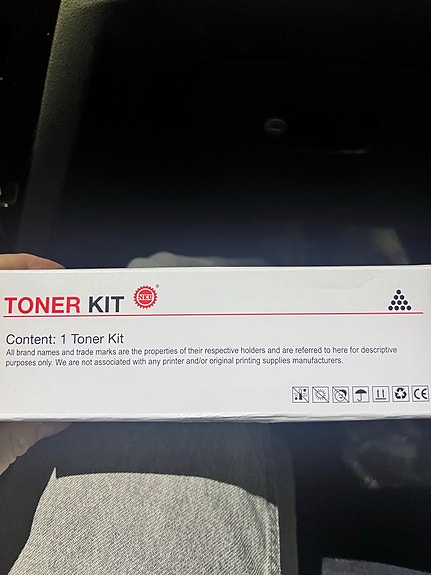 TONER KIT NEU ®
Content: 1 Toner Kit
All brand names and trade marks are the properties of their respective holders and are referred to here for descriptive
purposes only. We are not associated with any printer and/or original printing supplies manufacturers.
CE